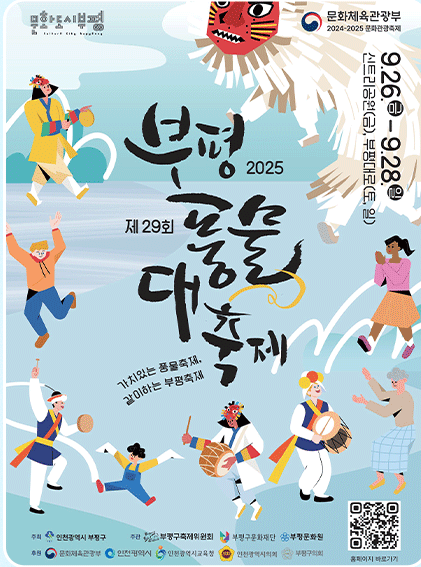 문화도시부평
Culture City Bupyeong
문화체육관광부
2024-2025 문화관광축제
9.26.금 – 9.28.일
신트리공원(금), 부평대로(토, 일)
부평
2025
제 29회
풍물
대축제
가치있는 풍물축제,
같이하는 부평축제
주최 인천광역시 부평구 주관 부평구축제위원회 부평구문화재단 부평문화원
후원 문화체육관광부 인천광역시 인천광역시교육청 인천광역시의회 부평구의회
홈페이지 바로가기